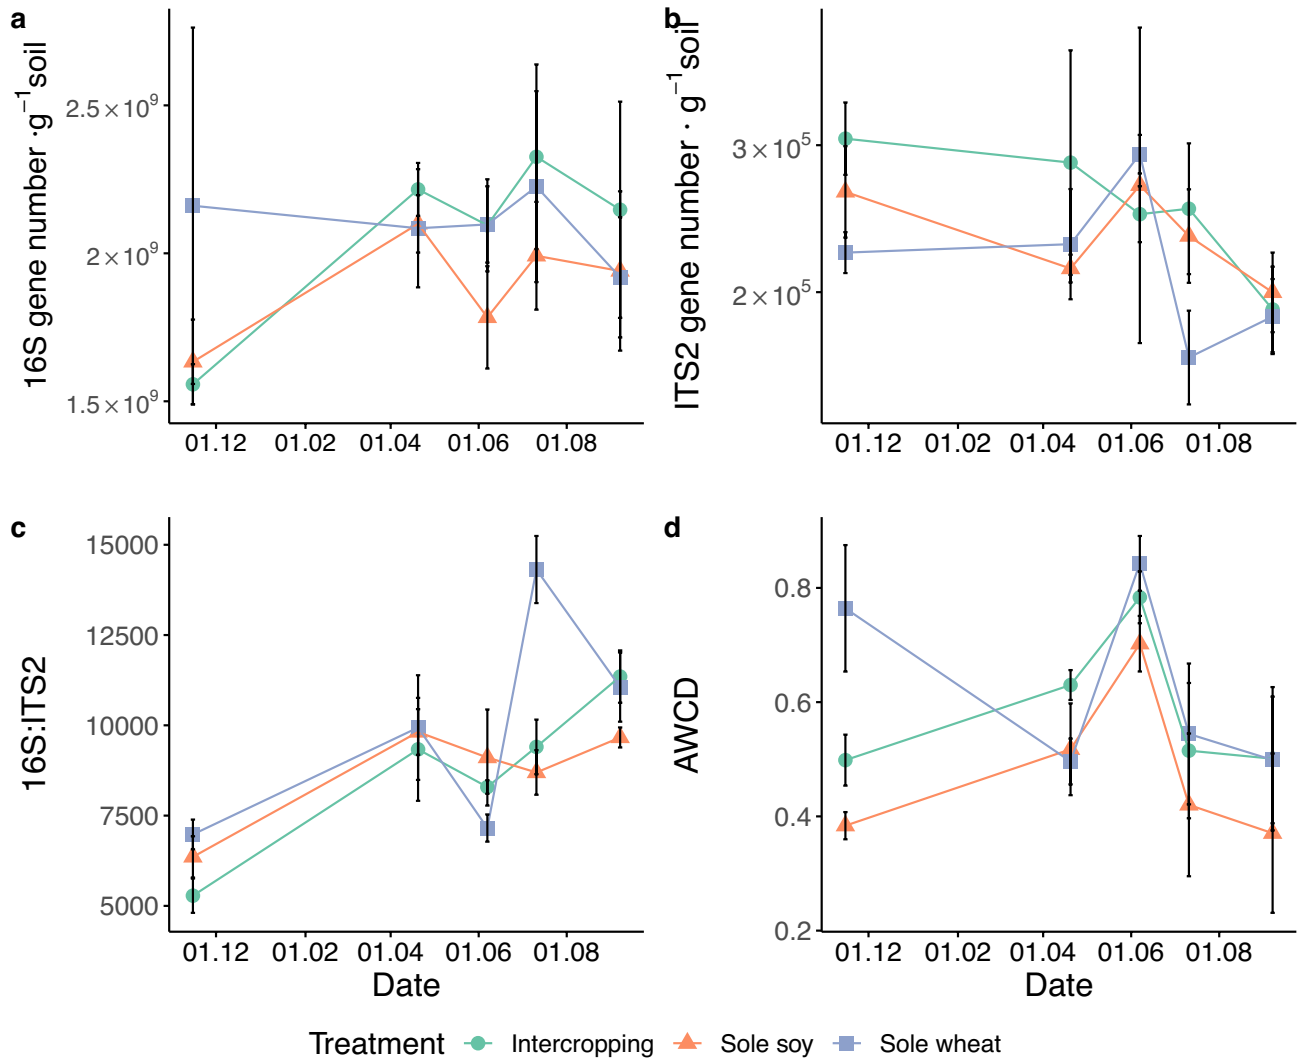 a
16S gene number ·g⁻¹soil
2.5×10⁹
2×10⁹
1.5×10⁹
01.12 01.02 01.04 01.06 01.08
b
ITS2 gene number · g⁻¹soil
3×10⁵
2×10⁵
01.12 01.02 01.04 01.06 01.08
c
16S:ITS2
15000
12500
10000
7500
5000
01.12 01.02 01.04 01.06 01.08
Date
d
AWCD
0.8
0.6
0.4
0.2
01.12 01.02 01.04 01.06 01.08
Date
Treatment Intercropping Sole soy Sole wheat